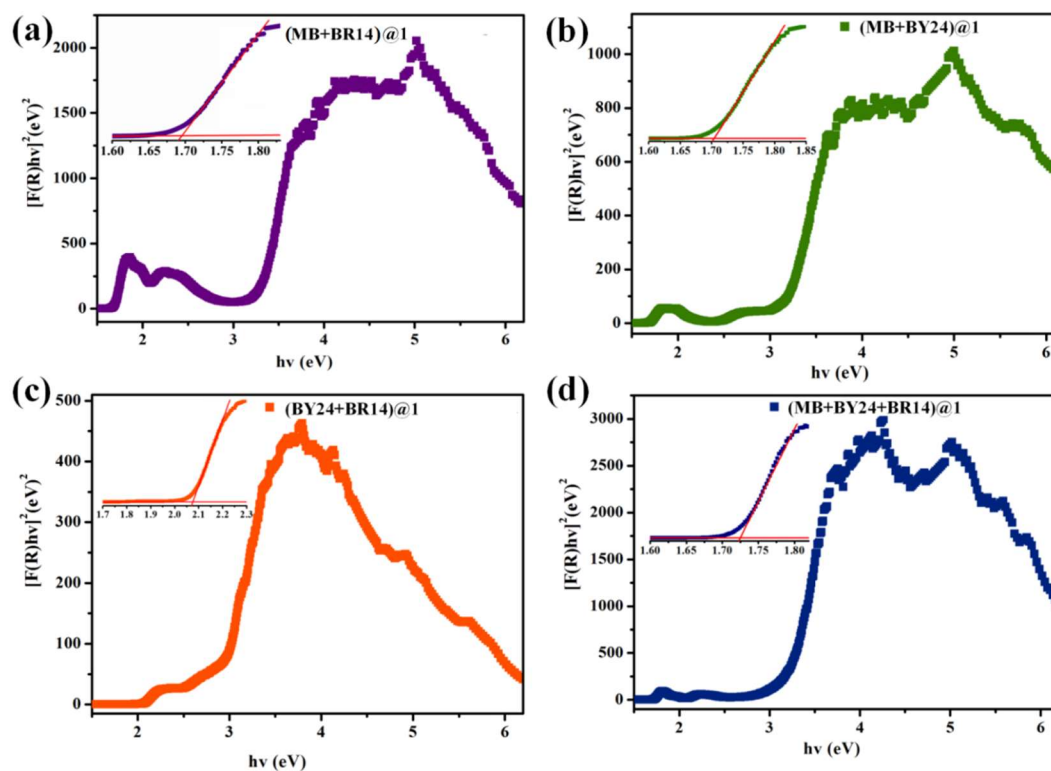 (a)
(MB+BR14)@1
[F(R)hν]²(eV)²
2000
1500
1000
500
0
1.60 1.65 1.70 1.75 1.80
2 3 4 5 6
hν (eV)
(b)
(MB+BY24)@1
[F(R)hν]²(eV)²
1000
800
600
400
200
0
1.60 1.65 1.70 1.75 1.80 1.85
2 3 4 5 6
hν (eV)
(c)
(BY24+BR14)@1
[F(R)hν]²(eV)²
500
400
300
200
100
0
1.7 1.8 1.9 2.0 2.1 2.2 2.3
2 3 4 5 6
hν (eV)
(d)
(MB+BY24+BR14)@1
[F(R)hν]²(eV)²
3000
2500
2000
1500
1000
500
0
1.60 1.65 1.70 1.75 1.80
2 3 4 5 6
hν (eV)